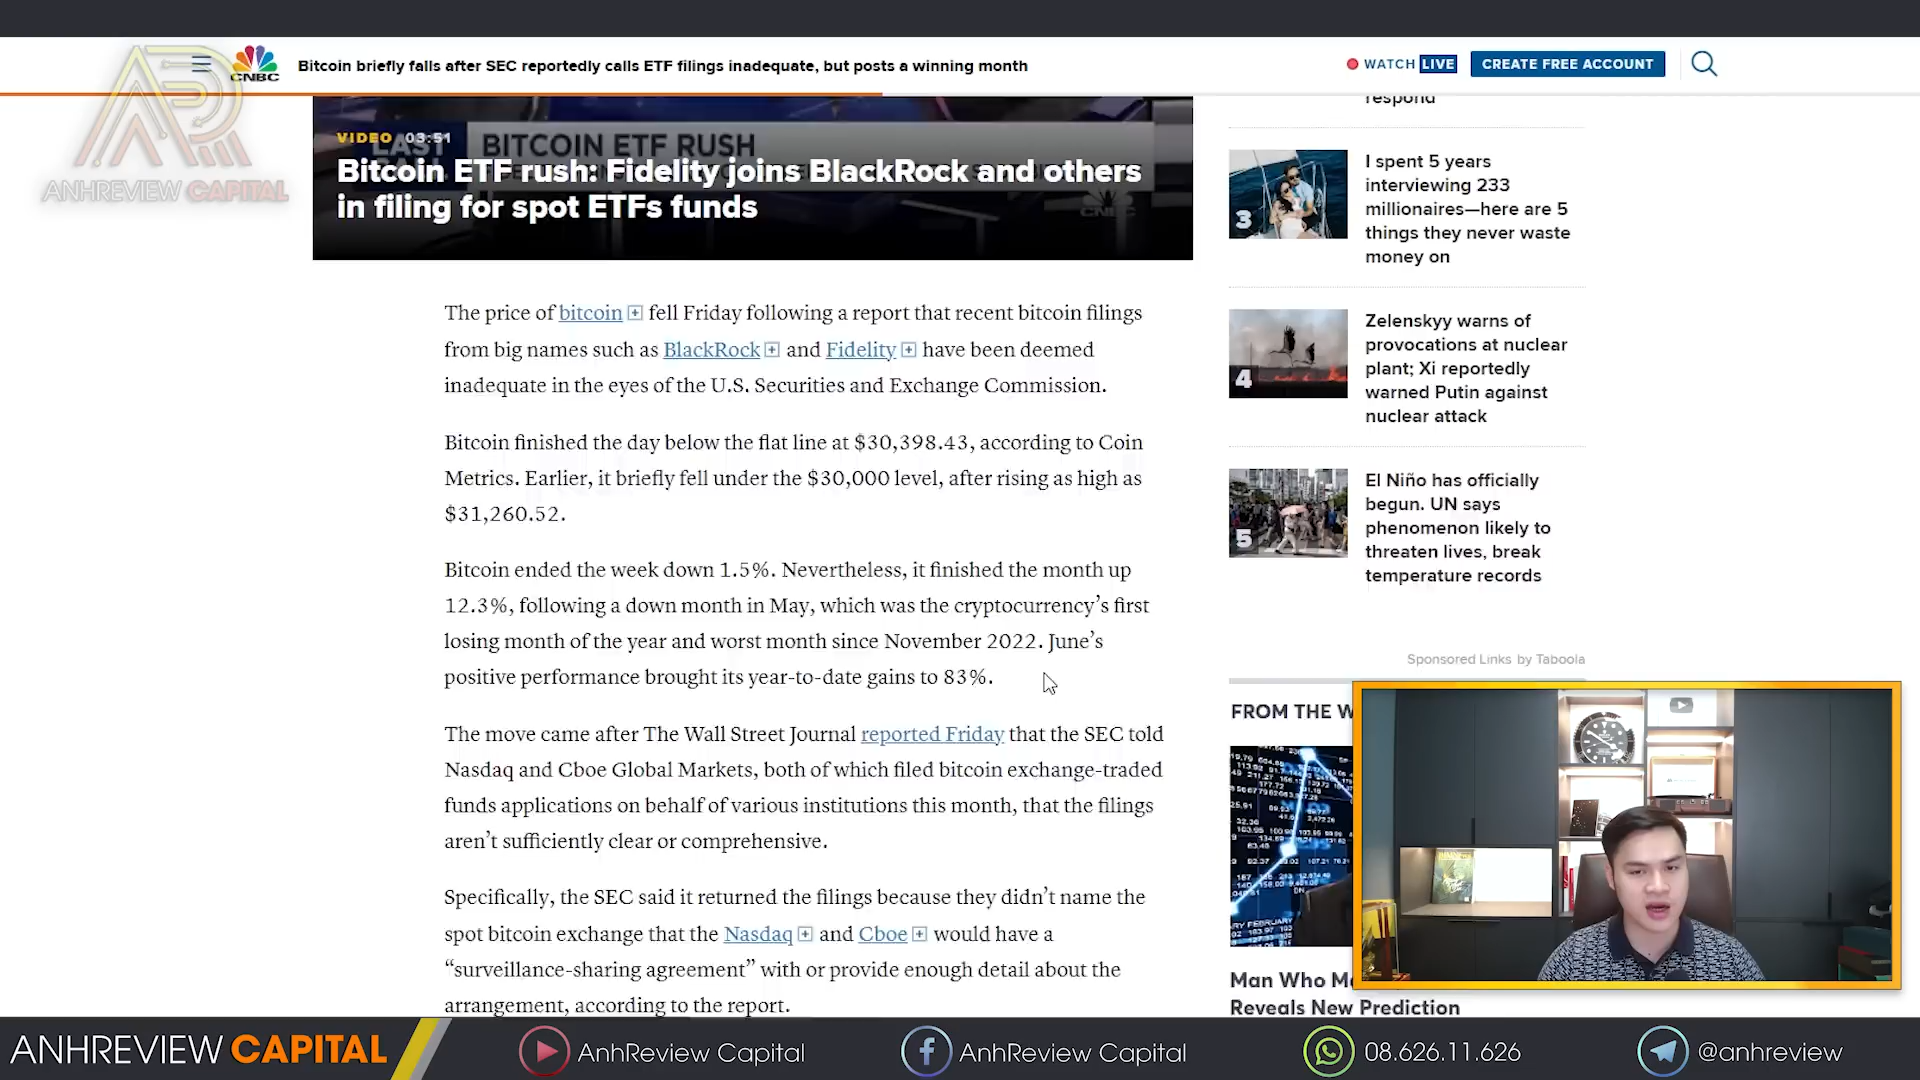 ANHREVIEW CAPITAL
CNBC
Bitcoin briefly falls after SEC reportedly calls ETF filings inadequate, but posts a winning month
WATCH LIVE
CREATE FREE ACCOUNT
VIDEO 03:51
BITCOIN ETF RUSH
Bitcoin ETF rush: Fidelity joins BlackRock and others
in filing for spot ETFs funds
CNBC
The price of bitcoin fell Friday following a report that recent bitcoin filings
from big names such as BlackRock and Fidelity have been deemed
inadequate in the eyes of the U.S. Securities and Exchange Commission.
Bitcoin finished the day below the flat line at $30,398.43, according to Coin
Metrics. Earlier, it briefly fell under the $30,000 level, after rising as high as
$31,260.52.
Bitcoin ended the week down 1.5%. Nevertheless, it finished the month up
12.3%, following a down month in May, which was the cryptocurrency’s first
losing month of the year and worst month since November 2022. June’s
positive performance brought its year-to-date gains to 83%.
The move came after The Wall Street Journal reported Friday that the SEC told
Nasdaq and Cboe Global Markets, both of which filed bitcoin exchange-traded
funds applications on behalf of various institutions this month, that the filings
aren’t sufficiently clear or comprehensive.
Specifically, the SEC said it returned the filings because they didn’t name the
spot bitcoin exchange that the Nasdaq and Cboe would have a
“surveillance-sharing agreement” with or provide enough detail about the
arrangement, according to the report.
respond
3
I spent 5 years
interviewing 233
millionaires—here are 5
things they never waste
money on
4
Zelenskyy warns of
provocations at nuclear
plant; Xi reportedly
warned Putin against
nuclear attack
5
El Niño has officially
begun. UN says
phenomenon likely to
threaten lives, break
temperature records
Sponsored Links by Taboola
FROM THE W
Man Who M
Reveals New Prediction
ANHREVIEW CAPITAL
AnhReview Capital
AnhReview Capital
08.626.11.626
@anhreview